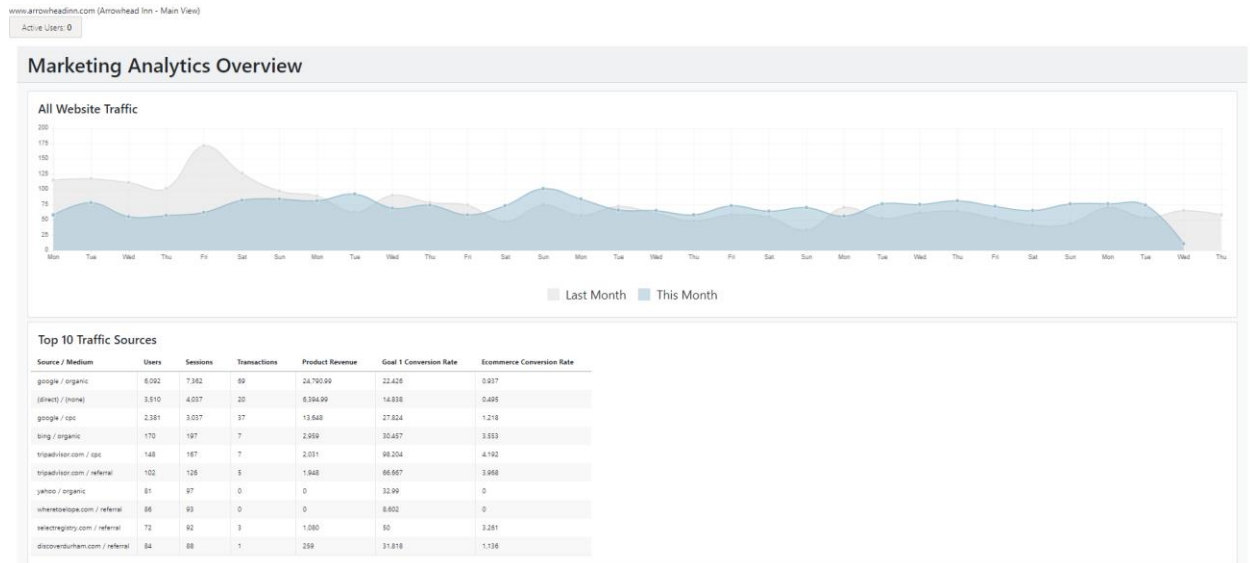 www.arrowheadinn.com (Arrowhead Inn - Main View)
Active Users: 0
Marketing Analytics Overview
All Website Traffic
200
175
150
125
100
75
50
25
0
Mon Tue Wed Thu Fri Sat Sun Mon Tue Wed Thu Fri Sat Sun Mon Tue Wed Thu Fri Sat Sun Mon Tue Wed Thu Fri Sat Sun Mon Tue Wed Thu
Last Month This Month
Top 10 Traffic Sources
Source / Medium Users Sessions Transactions Product Revenue Goal 1 Conversion Rate Ecommerce Conversion Rate
google / organic 6,092 7,362 69 24,790.99 22.426 0.937
(direct) / (none) 3,510 4,037 20 6,394.99 14.838 0.495
google / cpc 2,381 3,037 37 13,648 27.824 1.218
bing / organic 170 197 7 2,959 30.457 3.553
tripadvisor.com / cpc 148 167 7 2,031 98.204 4.192
tripadvisor.com / referral 102 126 5 1,948 66.667 3.968
yahoo / organic 81 97 0 0 32.99 0
wheretoelope.com / referral 86 93 0 0 8.602 0
selectregistry.com / referral 72 92 3 1,080 50 3.261
discoverdurham.com / referral 84 88 1 259 31.818 1.136